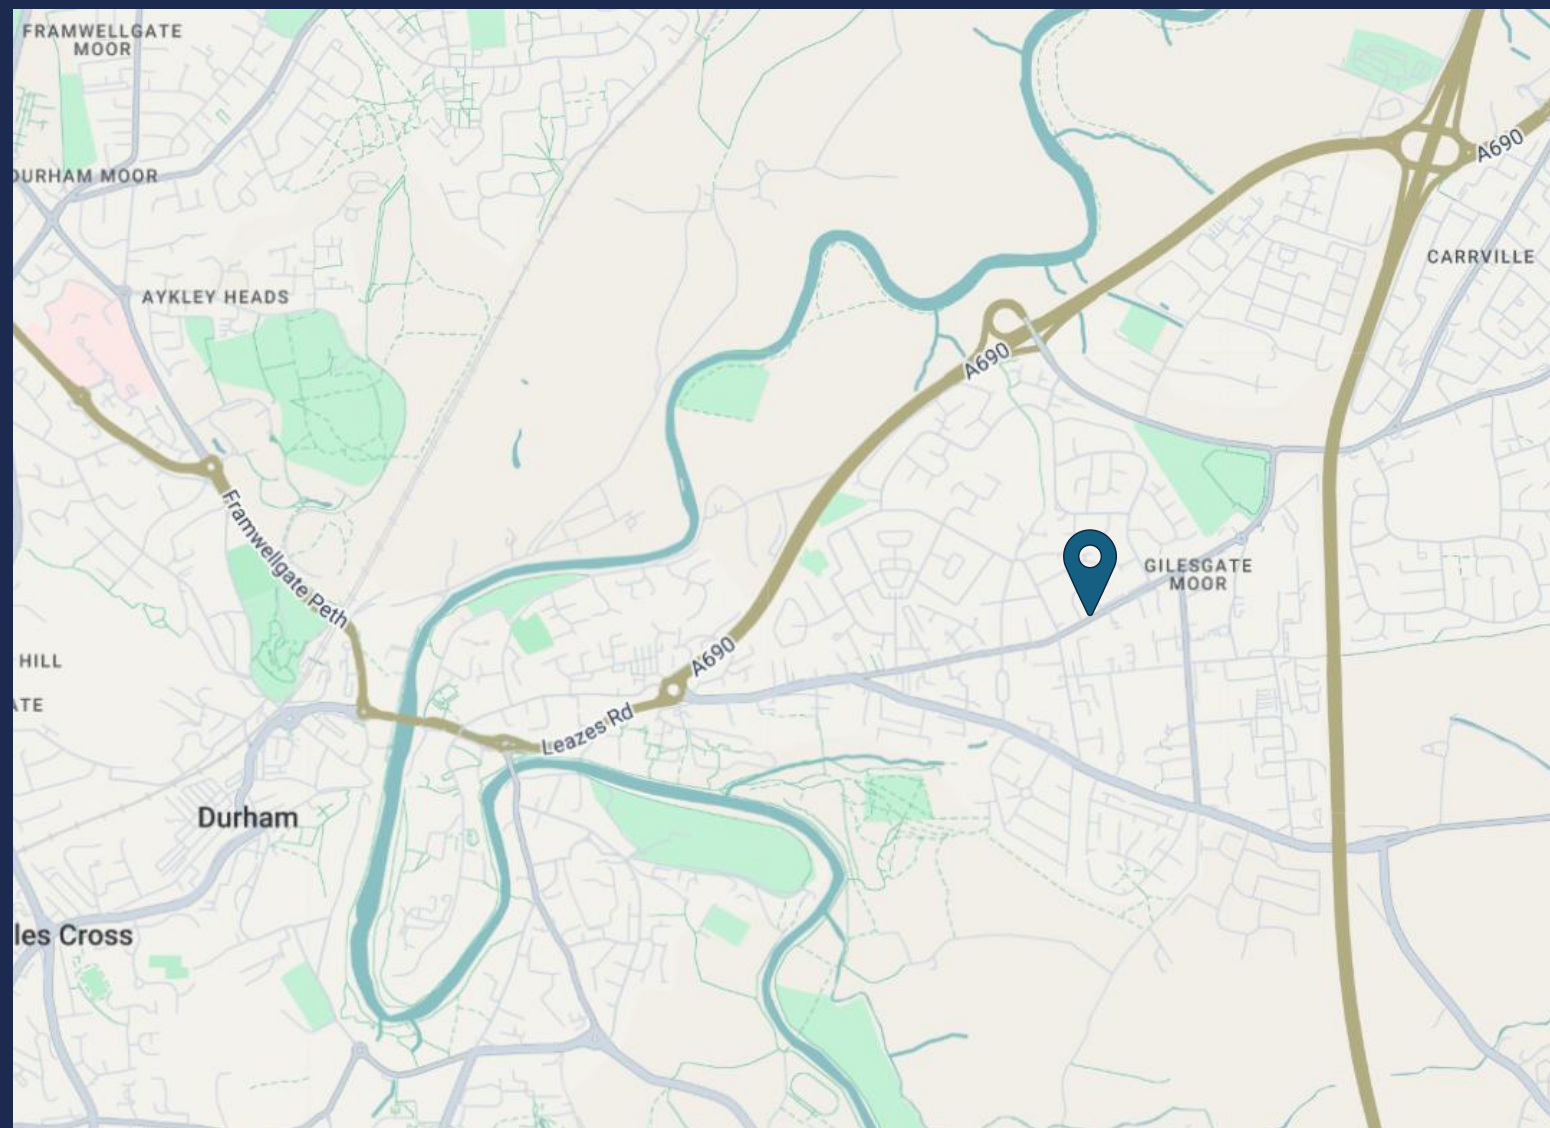 FRAMWELLGATE
MOOR
A690
DURHAM MOOR
CARRVILLE
AYKLEY HEADS
A690
Framwellgate Peth
GILESGATE
MOOR
A690
HILL
ATE
Leazes Rd
Durham
les Cross